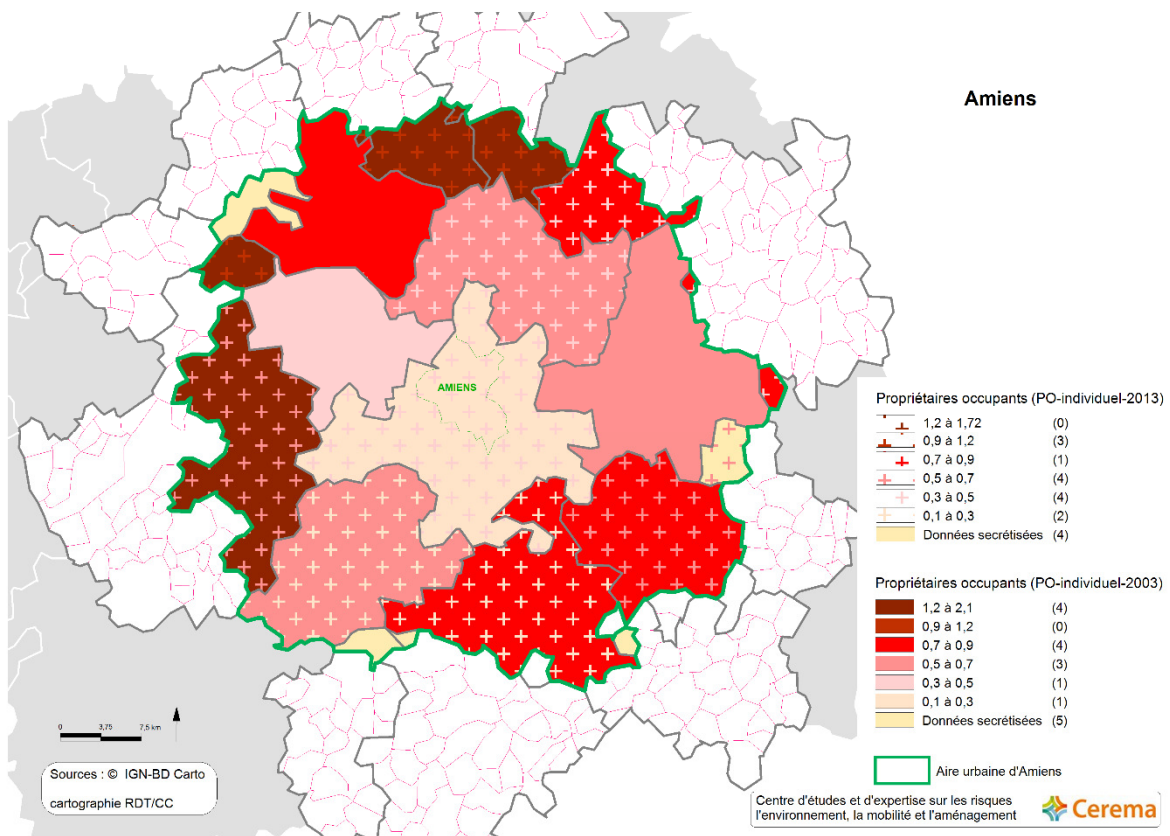 Amiens
AMIENS
Propriétaires occupants (PO-individuel-2013)
1,2 à 1,72 (0)
0,9 à 1,2 (3)
0,7 à 0,9 (1)
0,5 à 0,7 (4)
0,3 à 0,5 (4)
0,1 à 0,3 (2)
Données secrétisées (4)
Propriétaires occupants (PO-individuel-2003)
1,2 à 2,1 (4)
0,9 à 1,2 (0)
0,7 à 0,9 (4)
0,5 à 0,7 (3)
0,3 à 0,5 (1)
0,1 à 0,3 (1)
Données secrétisées (5)
Aire urbaine d'Amiens
0 3,75 7,5 km
Sources : © IGN-BD Carto
cartographie RDT/CC
Centre d'études et d'expertise sur les risques
l'environnement, la mobilité et l'aménagement
Cerema